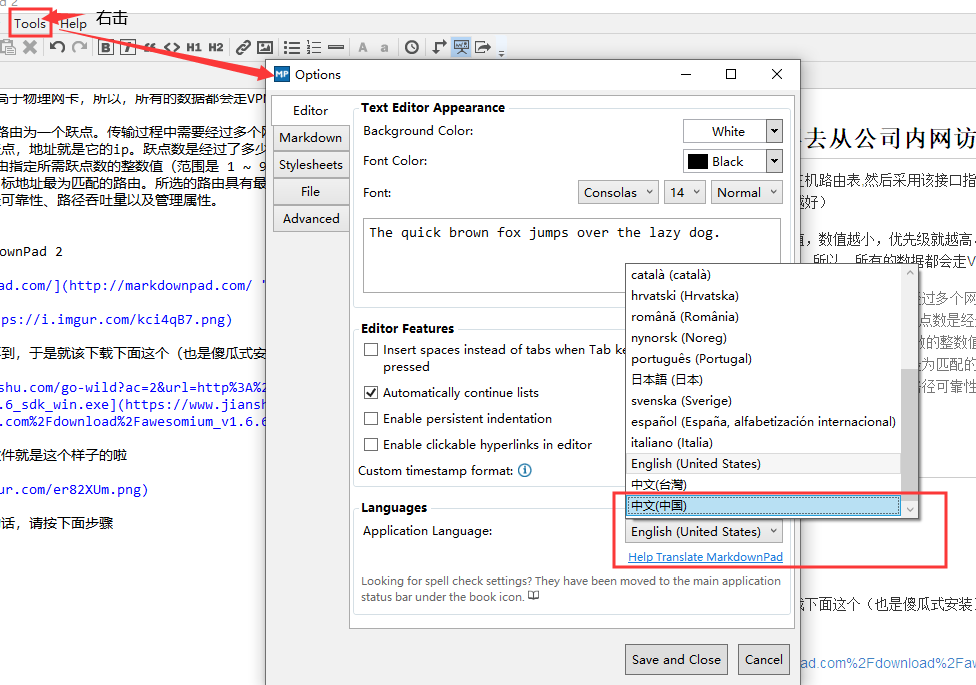 Tools Help 右击
B I “ <> H1 H2 A a
MP Options
高于物理网卡，所以，所有的数据都会走VP
路由为一个跃点。传输过程中需要经过多个网
跃点，地址就是它的ip。跃点数是经过了多少
由指定所需跃点数的整数值（范围是 1 ~ 9
标地址最为匹配的路由。所选的路由具有最
可靠性、路径吞吐量以及管理属性。
ownPad 2
ad.com/](http://markdownpad.com/ "
ps://i.imgur.com/kci4qB7.png)
到，于是就该下载下面这个（也是傻瓜式安
shu.com/go-wild?ac=2&url=http%3A%2
.6_sdk_win.exe](https://www.jiansh
.com%2Fdownload%2Fawesomium_v1.6.6
件就是这个样子的啦
ur.com/er82XUm.png)
话，请按下面步骤
Editor
Markdown
Stylesheets
File
Advanced
Text Editor Appearance
Background Color: White
Font Color: Black
Font: Consolas 14 Normal
The quick brown fox jumps over the lazy dog.
Editor Features
Insert spaces instead of tabs when Tab ke
pressed
Automatically continue lists
Enable persistent indentation
Enable clickable hyperlinks in editor
Custom timestamp format:
català (català)
hrvatski (Hrvatska)
română (România)
nynorsk (Noreg)
português (Portugal)
日本語 (日本)
svenska (Sverige)
español (España, alfabetización internacional)
italiano (Italia)
English (United States)
中文(台灣)
中文(中国)
Languages
Application Language: English (United States)
Help Translate MarkdownPad
Looking for spell check settings? They have been moved to the main application
status bar under the book icon.
Save and Close Cancel
去从公司内网访
主机路由表,然后采用该接口指
越好）
值，数值越小，优先级就越高
所以，所有的数据都会走V
经过多个网
点数是经
数的整数值
为匹配的
路径可靠性
载下面这个（也是傻瓜式安装
ad.com%2Fdownload%2Faw